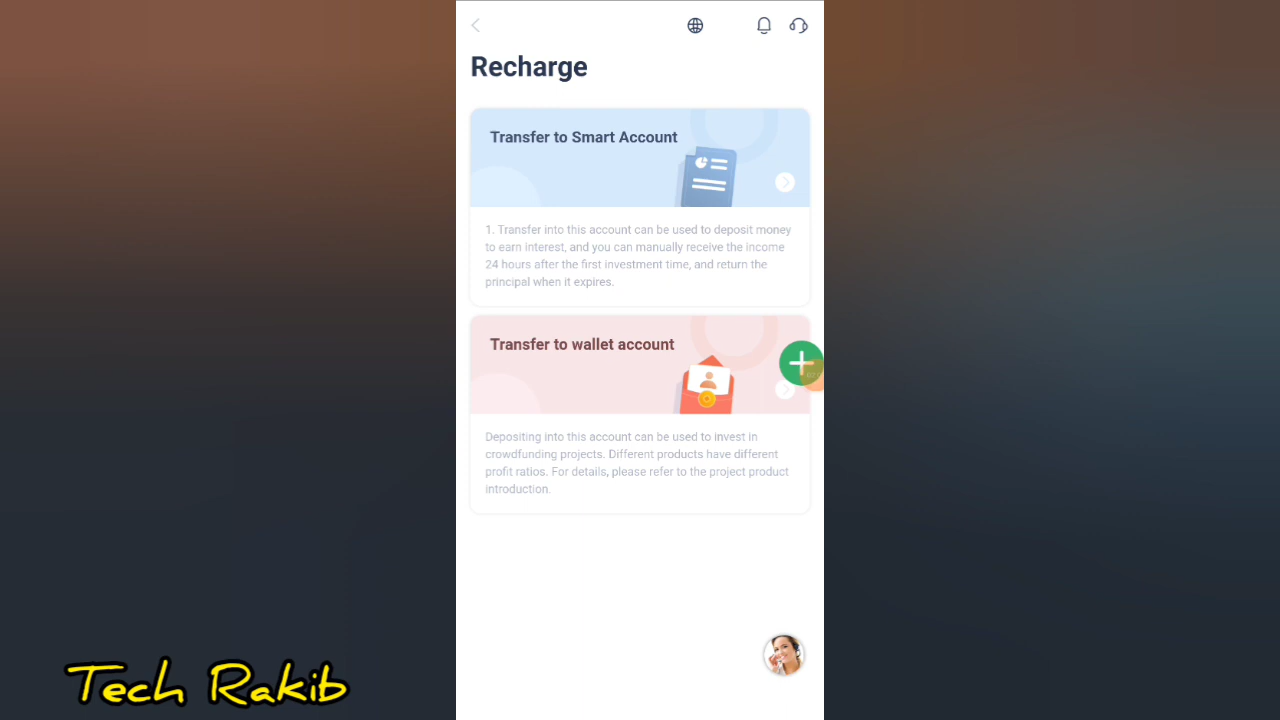 Recharge
Transfer to Smart Account
1. Transfer into this account can be used to deposit money
to earn interest, and you can manually receive the income
24 hours after the first investment time, and return the
principal when it expires.
Transfer to wallet account
Depositing into this account can be used to invest in
crowdfunding projects. Different products have different
profit ratios. For details, please refer to the project product
introduction.
Tech Rakib